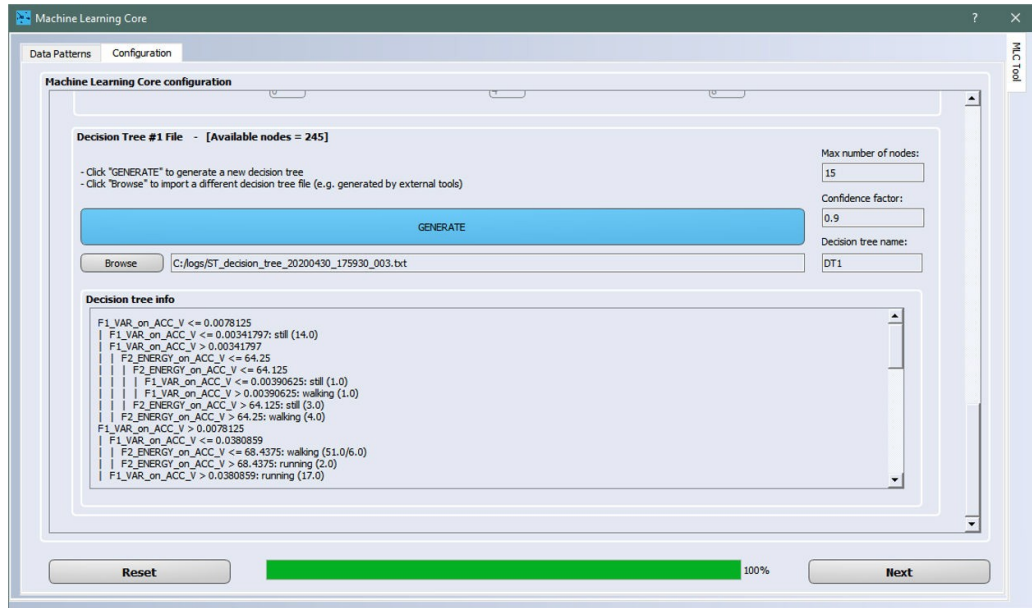 Machine Learning Core
? ×
MLC Tool
Data Patterns Configuration
Machine Learning Core configuration
Decision Tree #1 File - [Available nodes = 245]
Max number of nodes:
- Click "GENERATE" to generate a new decision tree
- Click "Browse" to import a different decision tree file (e.g. generated by external tools)
15
Confidence factor:
GENERATE
0.9
Decision tree name:
Browse C:/logs/ST_decision_tree_20200430_175930_003.txt
DT1
Decision tree info
F1_VAR_on_ACC_V <= 0.0078125
| F1_VAR_on_ACC_V <= 0.00341797: still (14.0)
| F1_VAR_on_ACC_V > 0.00341797
| | F2_ENERGY_on_ACC_V <= 64.25
| | | F2_ENERGY_on_ACC_V <= 64.125
| | | | F1_VAR_on_ACC_V <= 0.00390625: still (1.0)
| | | | F1_VAR_on_ACC_V > 0.00390625: walking (1.0)
| | | F2_ENERGY_on_ACC_V > 64.125: still (3.0)
| | F2_ENERGY_on_ACC_V > 64.25: walking (4.0)
F1_VAR_on_ACC_V > 0.0078125
| F1_VAR_on_ACC_V <= 0.0380859
| | F2_ENERGY_on_ACC_V <= 68.4375: walking (51.0/6.0)
| | F2_ENERGY_on_ACC_V > 68.4375: running (2.0)
| F1_VAR_on_ACC_V > 0.0380859: running (17.0)
Reset 100% Next